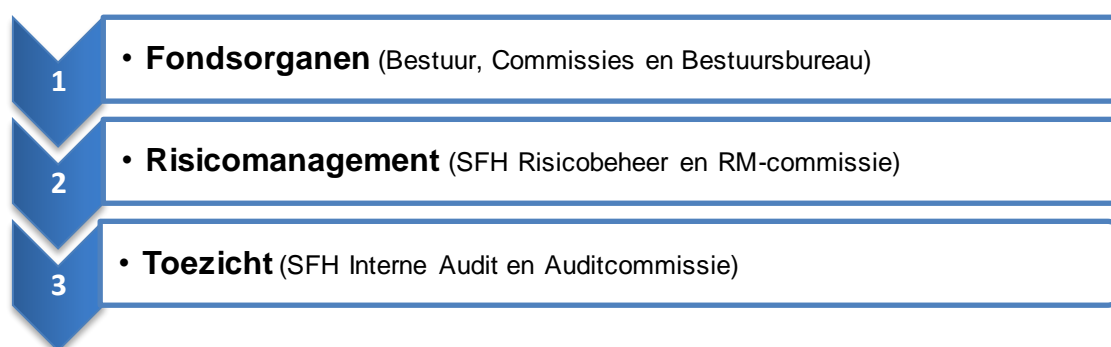 1
• Fondsorganen (Bestuur, Commissies en Bestuursbureau)
2
• Risicomanagement (SFH Risicobeheer en RM-commissie)
3
• Toezicht (SFH Interne Audit en Auditcommissie)